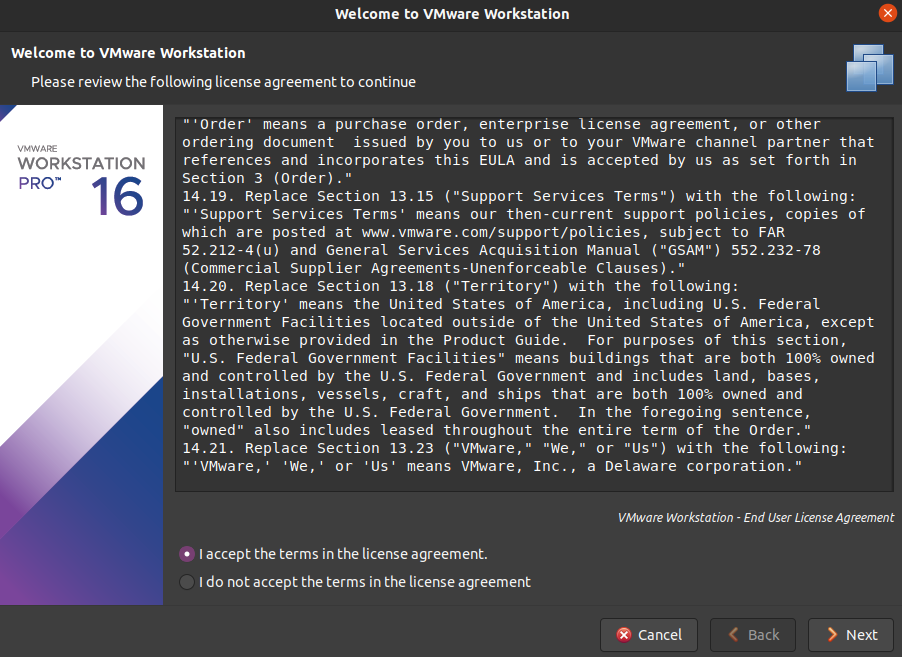 Welcome to VMware Workstation
Welcome to VMware Workstation
Please review the following license agreement to continue
VMWARE
WORKSTATION
PRO™ 16
"'Order' means a purchase order, enterprise license agreement, or other
ordering document  issued by you to us or to your VMware channel partner that
references and incorporates this EULA and is accepted by us as set forth in
Section 3 (Order)."
14.19. Replace Section 13.15 ("Support Services Terms") with the following:
"'Support Services Terms' means our then-current support policies, copies of
which are posted at www.vmware.com/support/policies, subject to FAR
52.212-4(u) and General Services Acquisition Manual ("GSAM") 552.232-78
(Commercial Supplier Agreements-Unenforceable Clauses)."
14.20. Replace Section 13.18 ("Territory") with the following:
"'Territory' means the United States of America, including U.S. Federal
Government Facilities located outside of the United States of America, except
as otherwise provided in the Product Guide.  For purposes of this section,
"U.S. Federal Government Facilities" means buildings that are both 100% owned
and controlled by the U.S. Federal Government and includes land, bases,
installations, vessels, craft, and ships that are both 100% owned and
controlled by the U.S. Federal Government.  In the foregoing sentence,
"owned" also includes leased throughout the entire term of the Order."
14.21. Replace Section 13.23 ("VMware," "We," or "Us") with the following:
"'VMware,' 'We,' or 'Us' means VMware, Inc., a Delaware corporation."
VMware Workstation - End User License Agreement
I accept the terms in the license agreement.
I do not accept the terms in the license agreement
Cancel Back Next